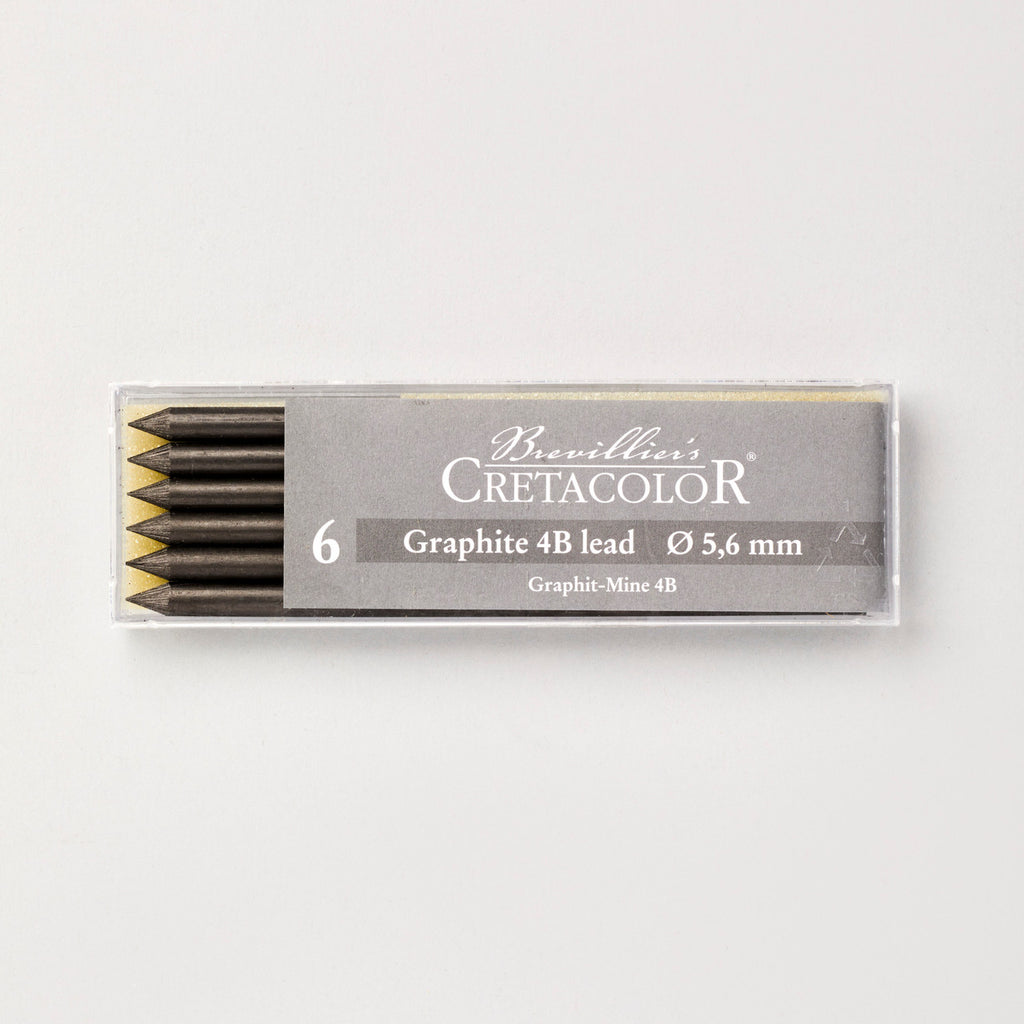 Brevillier's
CRETACOLOR®
6
Graphite 4B lead Ø 5,6 mm
Graphit-Mine 4B